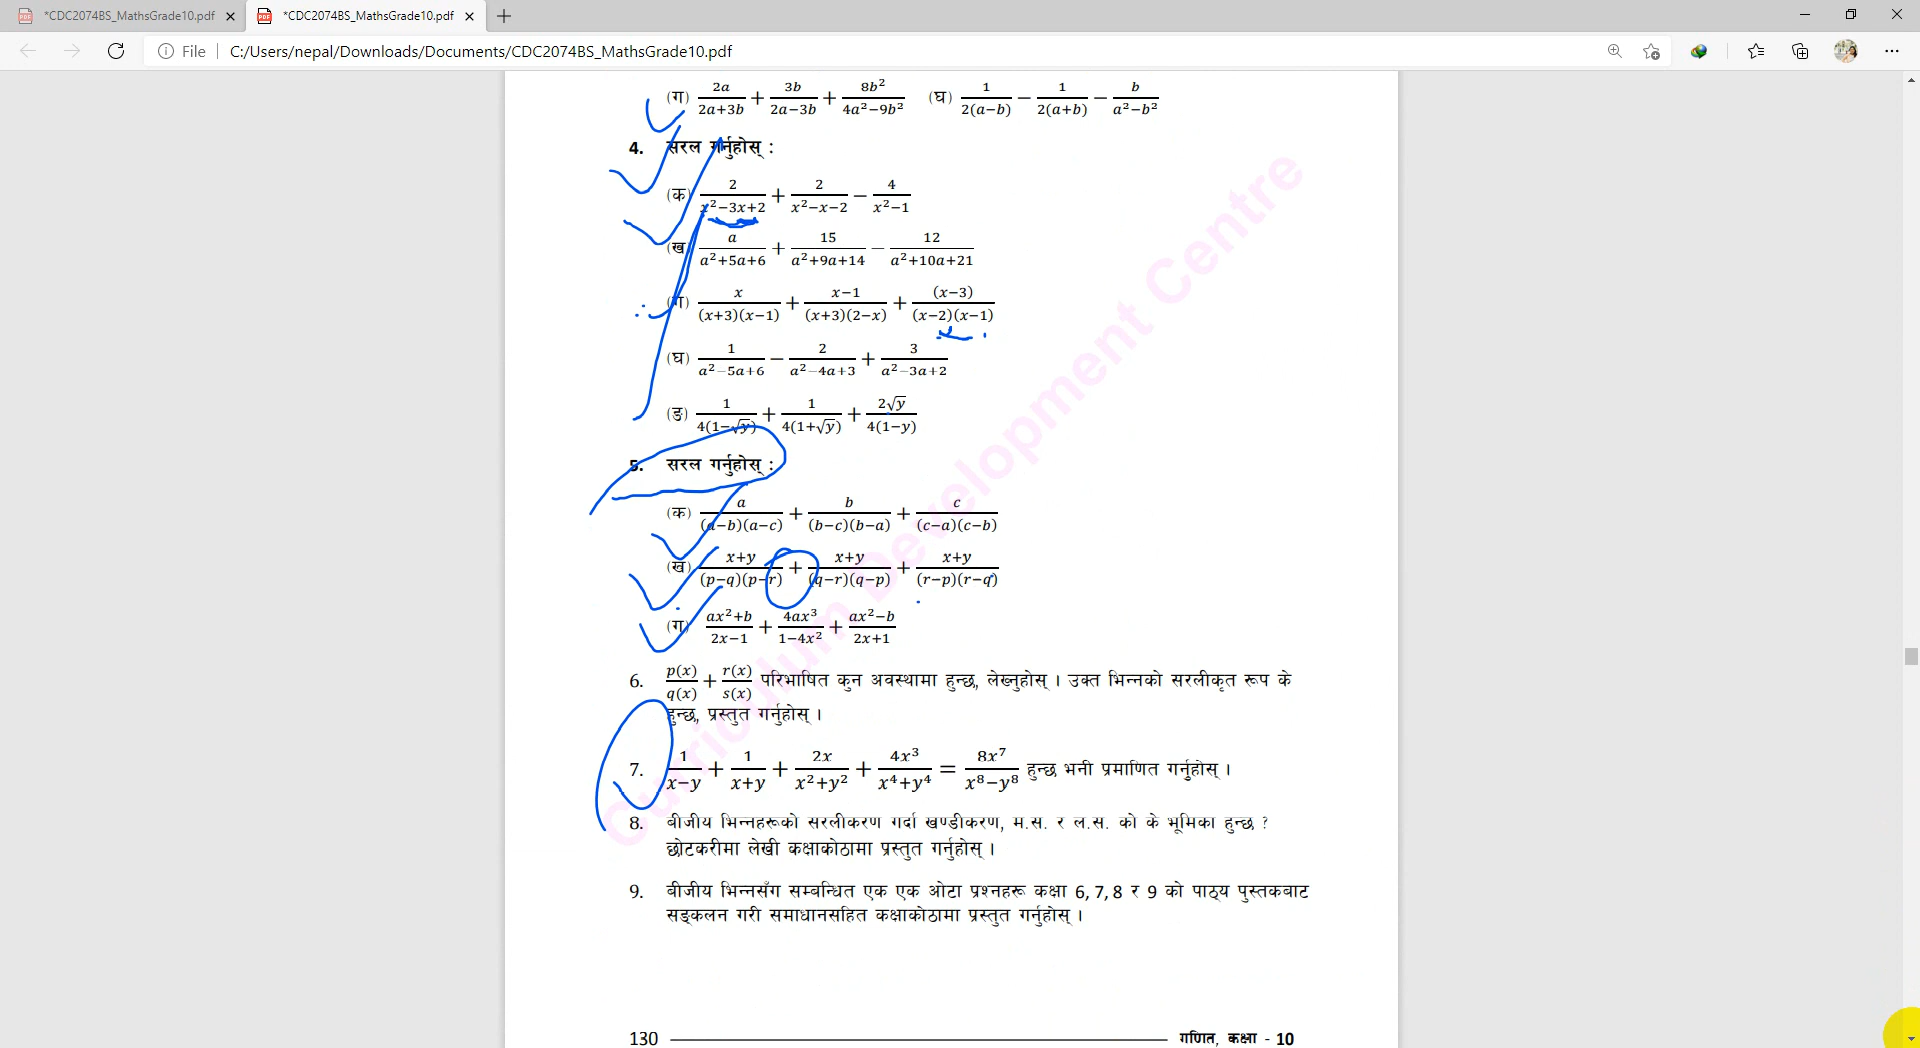 *CDC2074BS_MathsGrade10.pdf *CDC2074BS_MathsGrade10.pdf
File C:/Users/nepal/Downloads/Documents/CDC2074BS_MathsGrade10.pdf
(ग) 2a/(2a+3b) + 3b/(2a−3b) + 8b²/(4a²−9b²) (घ) 1/(2(a−b)) − 1/(2(a+b)) − b/(a²−b²)
4. सरल गर्नुहोस् :
(क) 2/(x²−3x+2) + 2/(x²−x−2) − 4/(x²−1)
(ख) a/(a²+5a+6) + 15/(a²+9a+14) − 12/(a²+10a+21)
(ग) x/((x+3)(x−1)) + (x−1)/((x+3)(2−x)) + (x−3)/((x−2)(x−1))
(घ) 1/(a²−5a+6) − 2/(a²−4a+3) + 3/(a²−3a+2)
(ङ) 1/(4(1−√y)) + 1/(4(1+√y)) + 2√y/(4(1−y))
5. सरल गर्नुहोस् :
(क) a/((a−b)(a−c)) + b/((b−c)(b−a)) + c/((c−a)(c−b))
(ख) (x+y)/((p−q)(p−r)) + (x+y)/((q−r)(q−p)) + (x+y)/((r−p)(r−q))
(ग) (ax²+b)/(2x−1) + 4ax³/(1−4x²) + (ax²−b)/(2x+1)
6. p(x)/q(x) + r(x)/s(x) परिभाषित कुन अवस्थामा हुन्छ, लेख्नुहोस् । उक्त भिन्नको सरलीकृत रूप के
हुन्छ, प्रस्तुत गर्नुहोस् ।
7. 1/(x−y) + 1/(x+y) + 2x/(x²+y²) + 4x³/(x⁴+y⁴) = 8x⁷/(x⁸−y⁸) हुन्छ भनी प्रमाणित गर्नुहोस् ।
8. बीजीय भिन्नहरूको सरलीकरण गर्दा खण्डीकरण, म.स. र ल.स. को के भूमिका हुन्छ ?
छोटकरीमा लेखी कक्षाकोठामा प्रस्तुत गर्नुहोस् ।
9. बीजीय भिन्नसँग सम्बन्धित एक एक ओटा प्रश्नहरू कक्षा 6, 7, 8 र 9 को पाठ्य पुस्तकबाट
सङ्कलन गरी समाधानसहित कक्षाकोठामा प्रस्तुत गर्नुहोस् ।
130 गणित, कक्षा - 10
Curriculum Development Centre